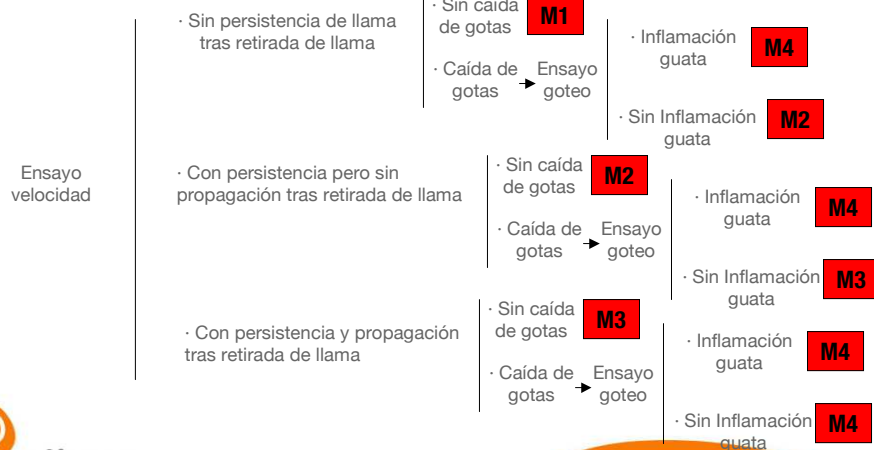 · Sin persistencia de llama
tras retirada de llama
· Sin caída
de gotas
M1
· Caída de
gotas
Ensayo
goteo
· Inflamación
guata
M4
· Sin Inflamación
guata
M2
Ensayo
velocidad
· Con persistencia pero sin
propagación tras retirada de llama
· Sin caída
de gotas
M2
· Caída de
gotas
Ensayo
goteo
· Inflamación
guata
M4
· Sin Inflamación
guata
M3
· Con persistencia y propagación
tras retirada de llama
· Sin caída
de gotas
M3
· Caída de
gotas
Ensayo
goteo
· Inflamación
guata
M4
· Sin Inflamación
guata
M4